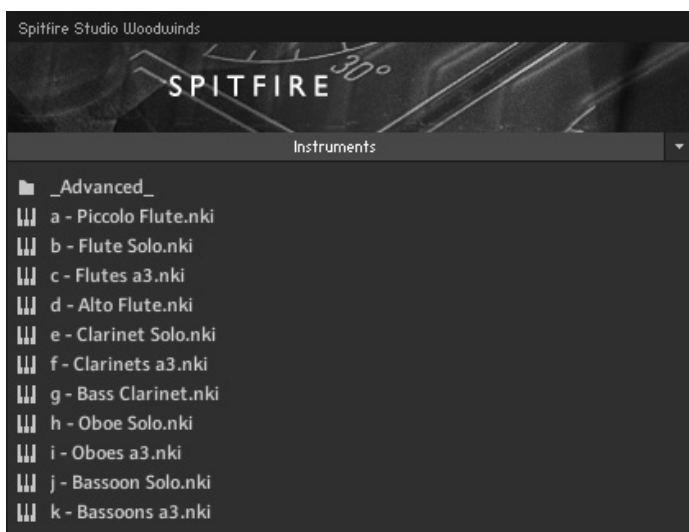 Spitfire Studio Woodwinds
30°
SPITFIRE
Instruments
_Advanced_
a - Piccolo Flute.nki
b - Flute Solo.nki
c - Flutes a3.nki
d - Alto Flute.nki
e - Clarinet Solo.nki
f - Clarinets a3.nki
g - Bass Clarinet.nki
h - Oboe Solo.nki
i - Oboes a3.nki
j - Bassoon Solo.nki
k - Bassoons a3.nki